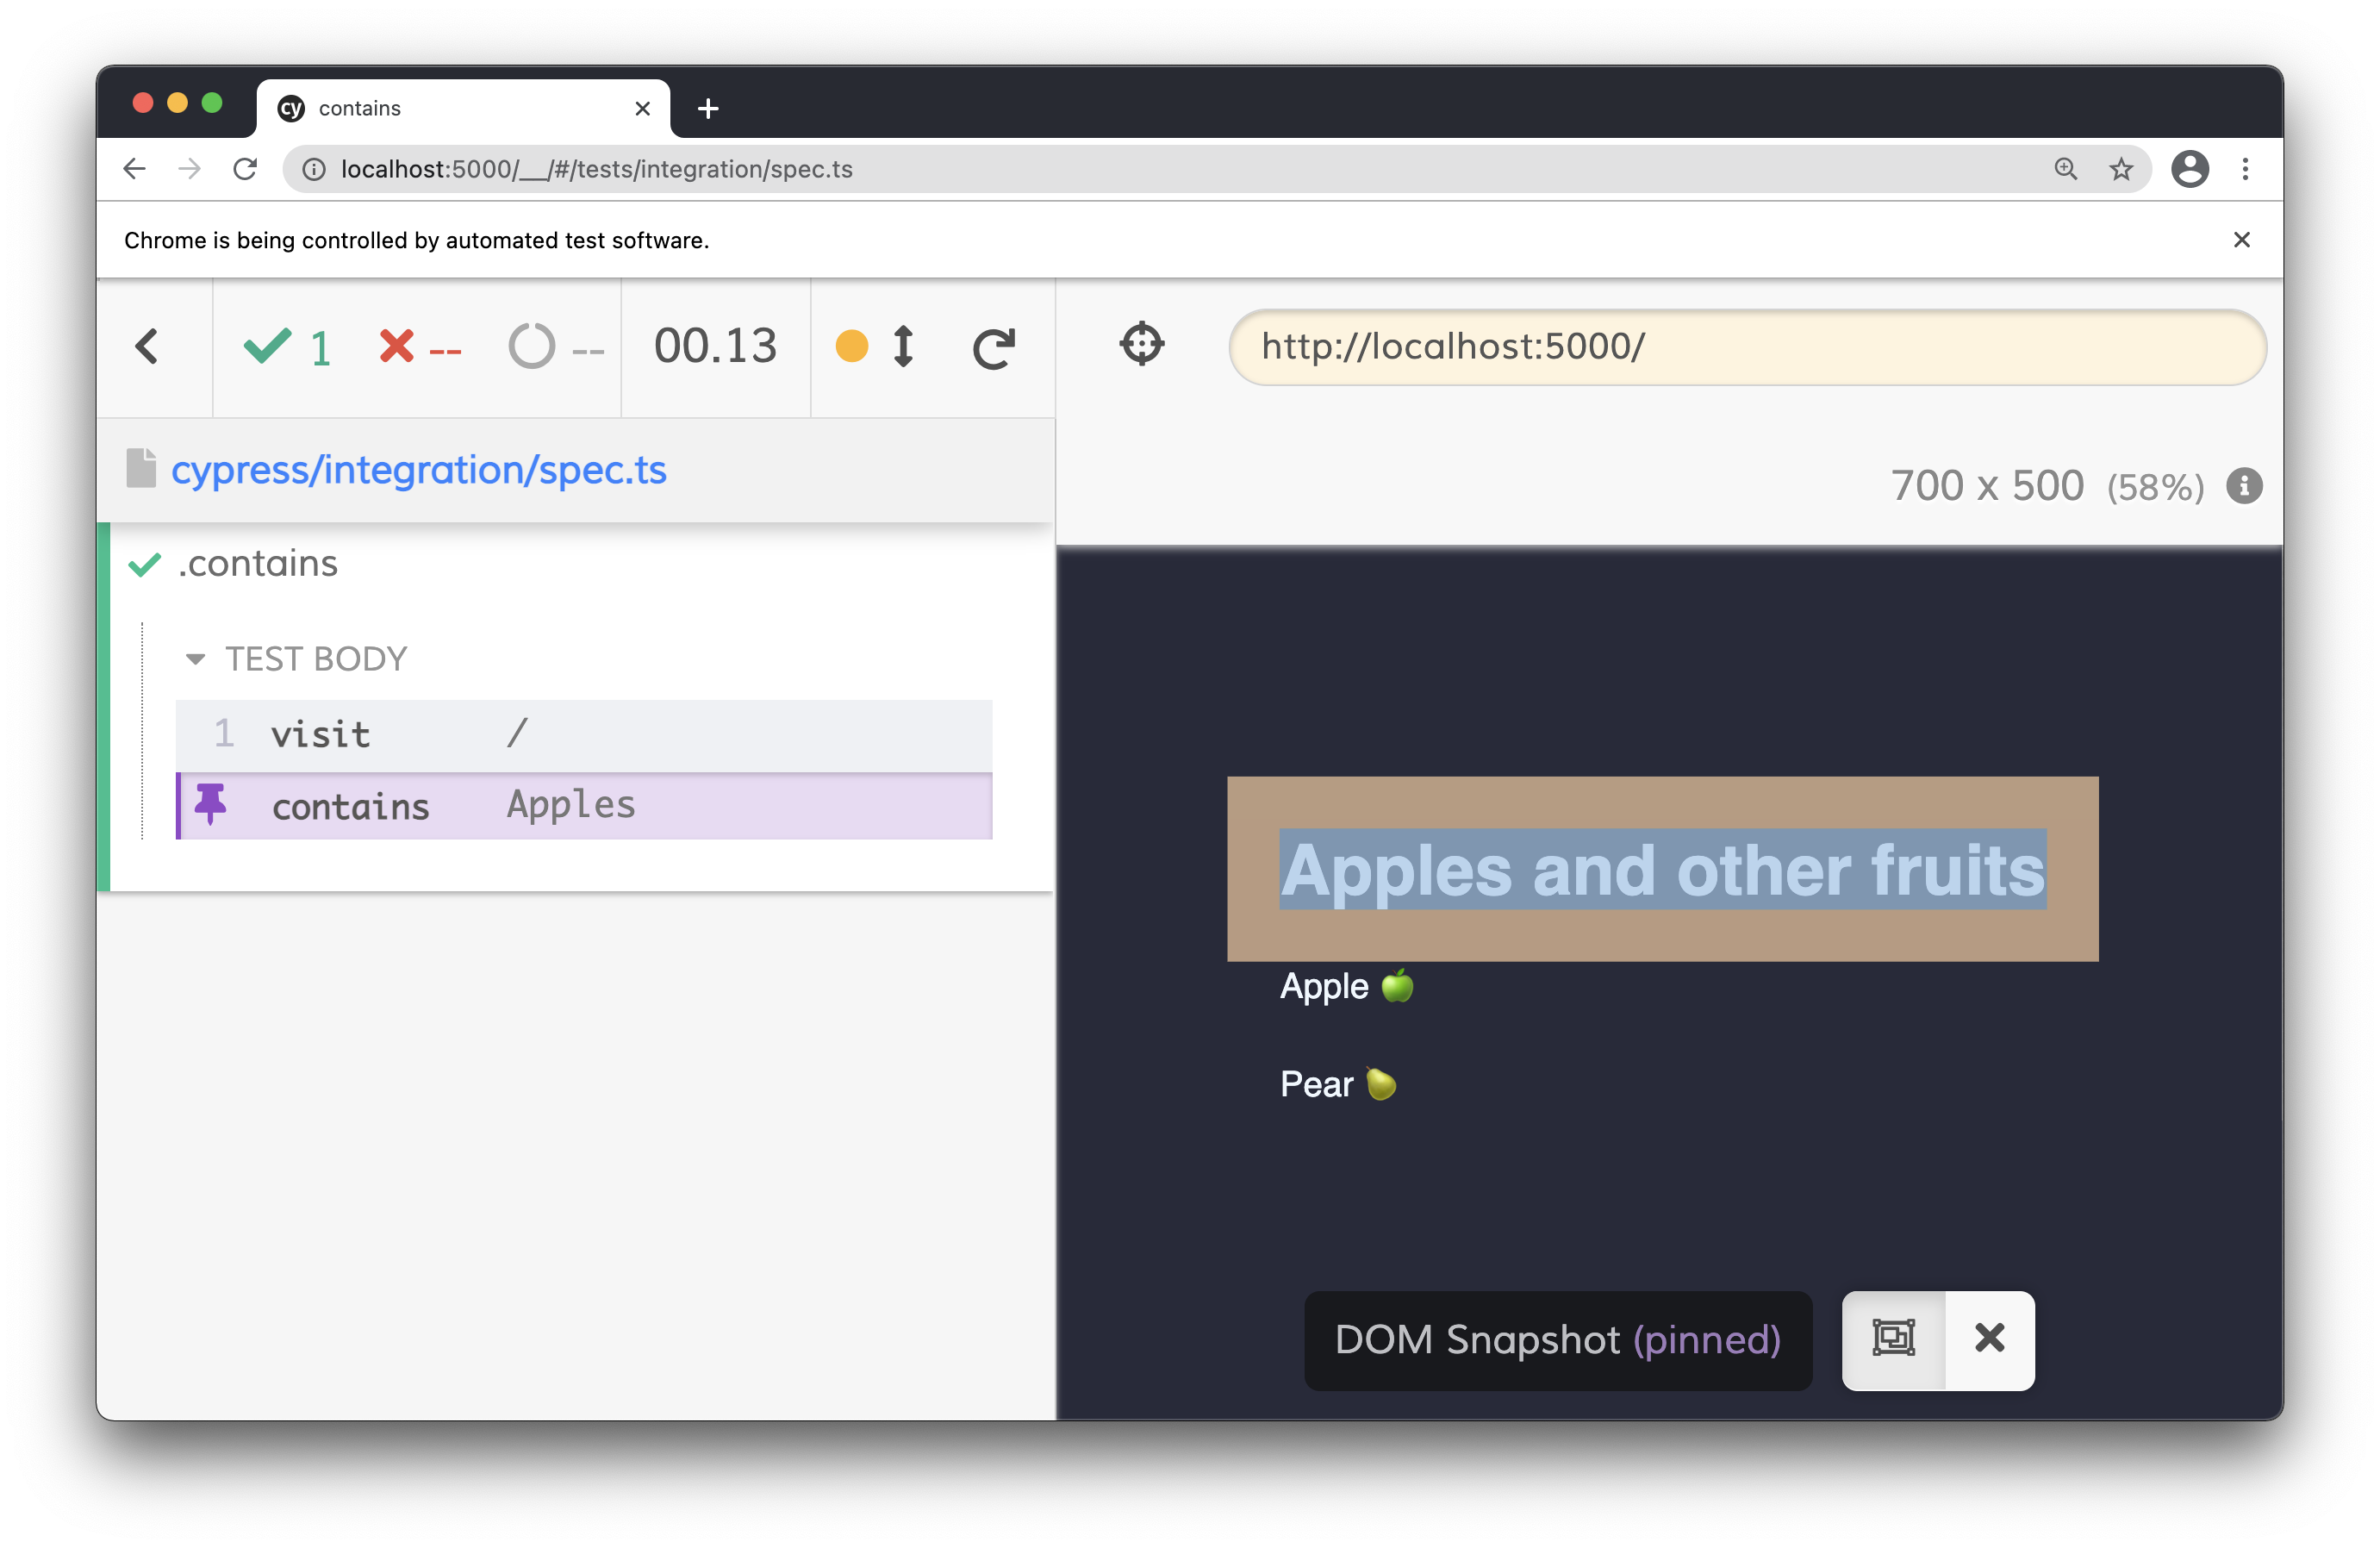 cy contains
localhost:5000/__/#/tests/integration/spec.ts
Chrome is being controlled by automated test software.
1 -- -- 00.13
http://localhost:5000/
cypress/integration/spec.ts
700 x 500 (58%)
.contains
TEST BODY
1 visit /
contains Apples
Apples and other fruits
Apple 🍏
Pear 🍐
DOM Snapshot (pinned)